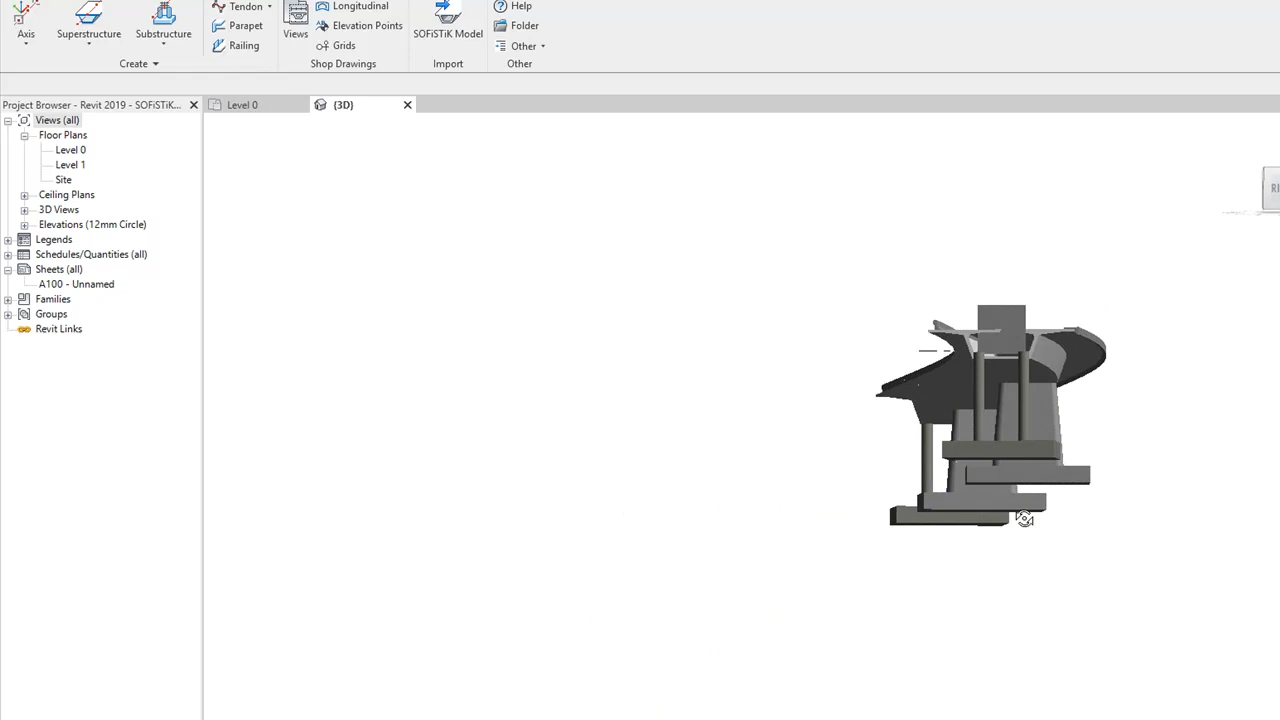 Tendon
Longitudinal
Help
Parapet
Elevation Points
Folder
Axis
Superstructure
Substructure
Views
SOFiSTiK Model
Railing
Grids
Other
Create
Shop Drawings
Import
Other
Project Browser - Revit 2019 - SOFiSTiK...
Level 0
{3D}
Views (all)
Floor Plans
Level 0
Level 1
Site
Ceiling Plans
3D Views
Elevations (12mm Circle)
Legends
Schedules/Quantities (all)
Sheets (all)
A100 - Unnamed
Families
Groups
Revit Links